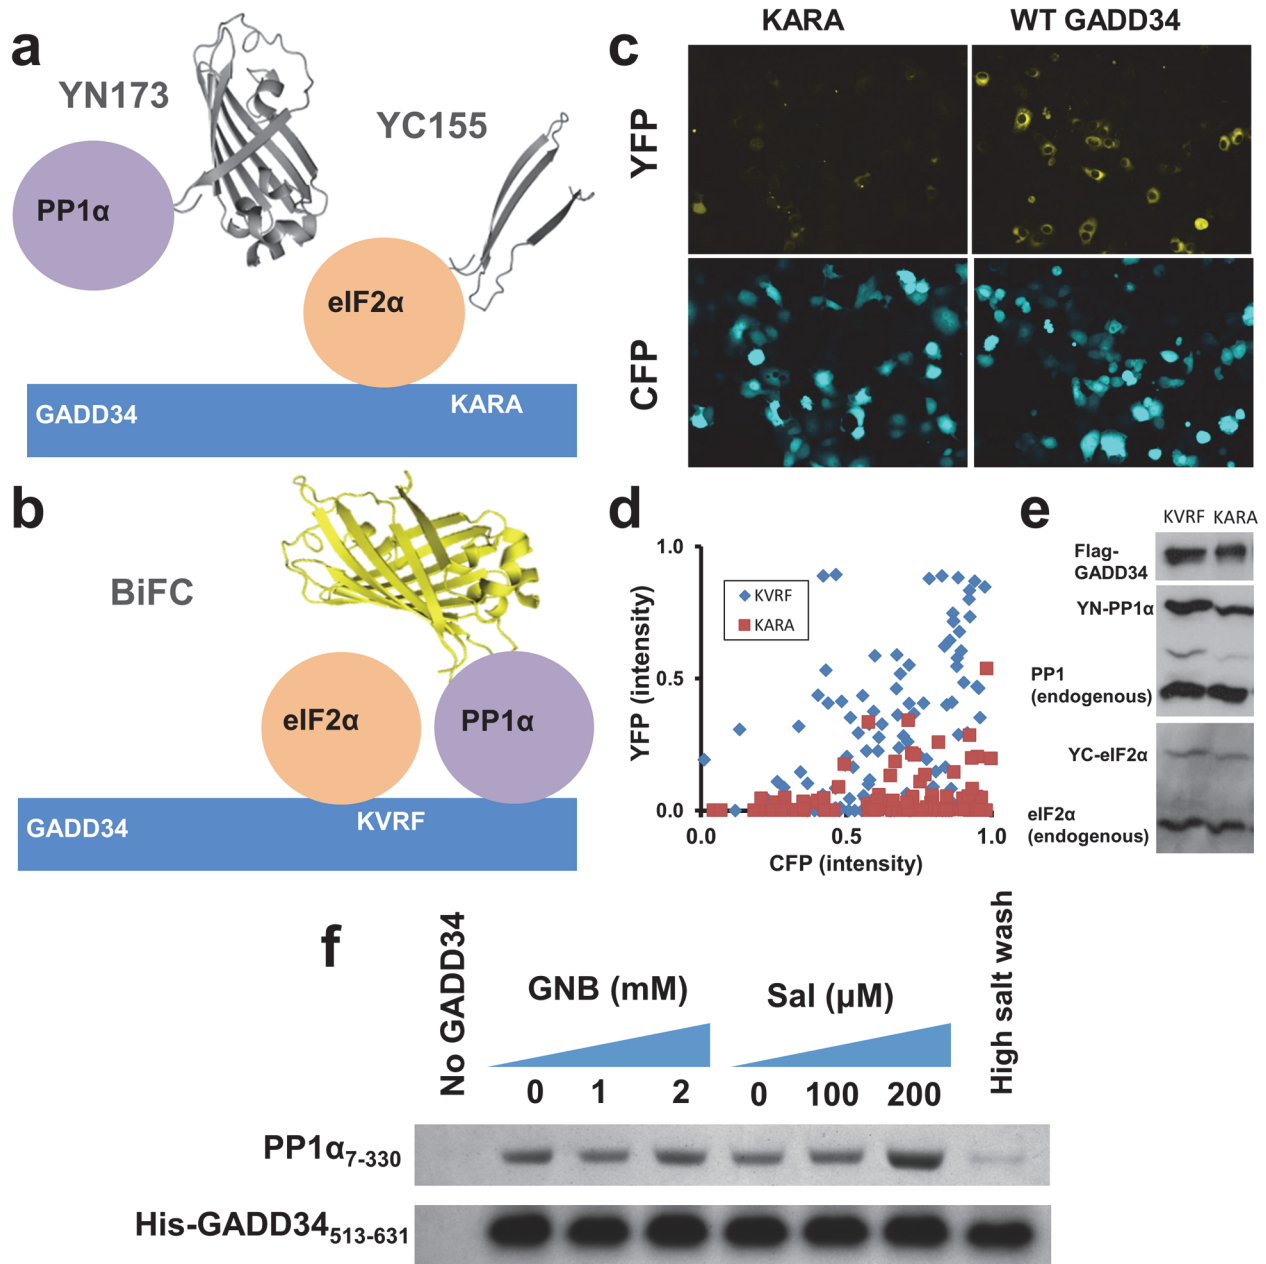 a
YN173
YC155
PP1α
eIF2α
GADD34
KARA
b
BiFC
eIF2α
PP1α
GADD34
KVRF
c
KARA
WT GADD34
YFP
CFP
d
1.0
0.5
0.0
YFP (intensity)
KVRF
KARA
0.0
0.5
1.0
CFP (intensity)
e
KVRF KARA
Flag-
GADD34
YN-PP1α
PP1
(endogenous)
YC-eIF2α
eIF2α
(endogenous)
f
No GADD34
GNB (mM)
Sal (µM)
High salt wash
0 1 2 0 100 200
PP1α7-330
His-GADD34513-631